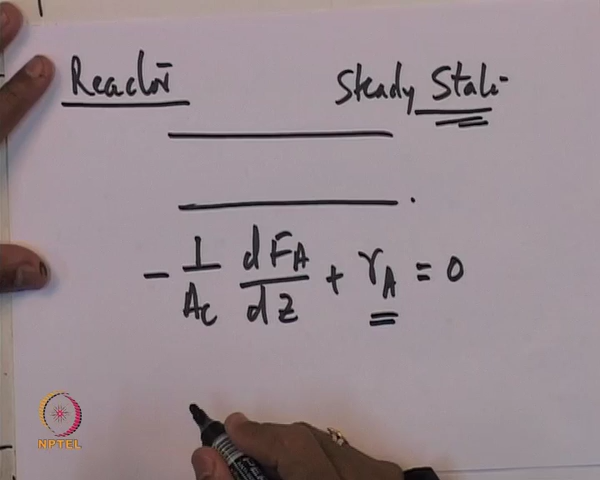 Reactor Steady State
- 1/Ac dFA/dz + rA = 0
NPTEL